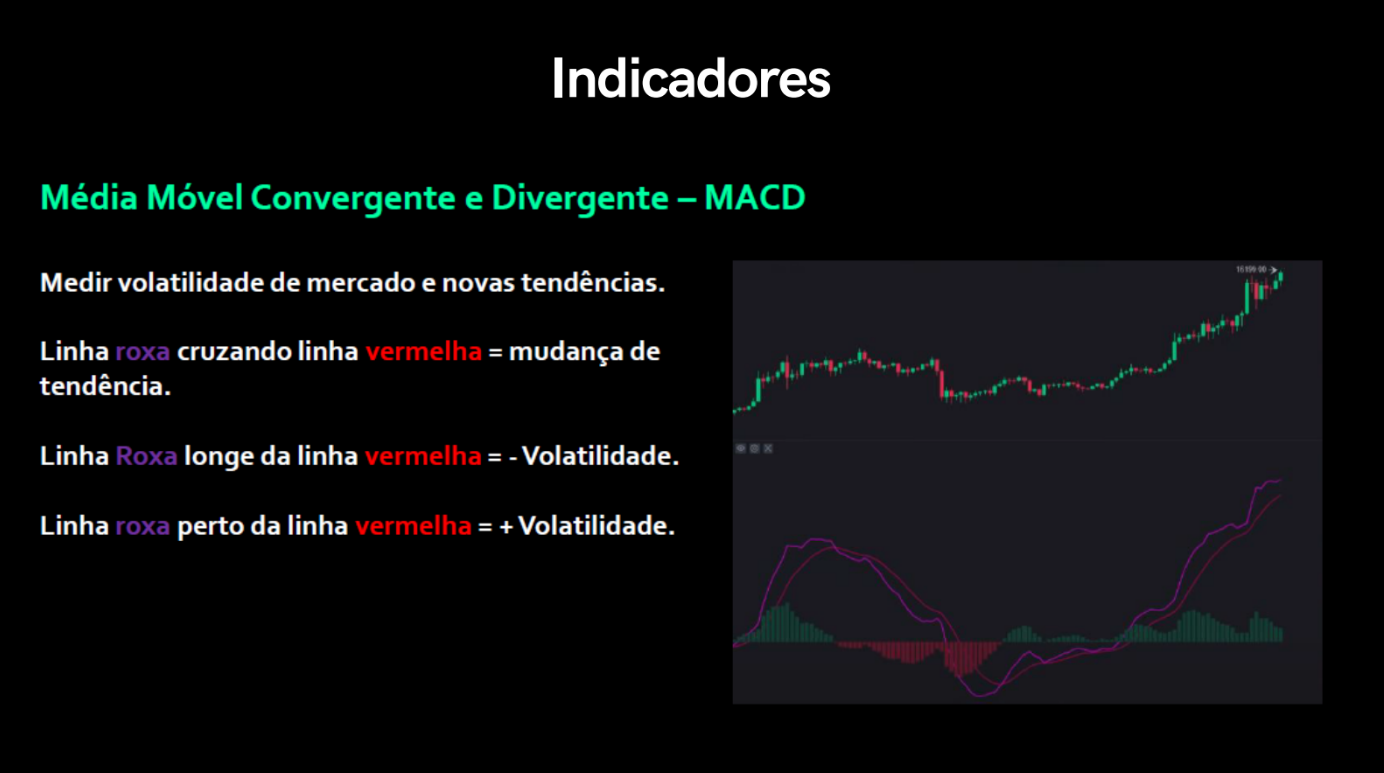 Indicadores
Média Móvel Convergente e Divergente – MACD
Medir volatilidade de mercado e novas tendências.
Linha roxa cruzando linha vermelha = mudança de
tendência.
Linha Roxa longe da linha vermelha = - Volatilidade.
Linha roxa perto da linha vermelha = + Volatilidade.